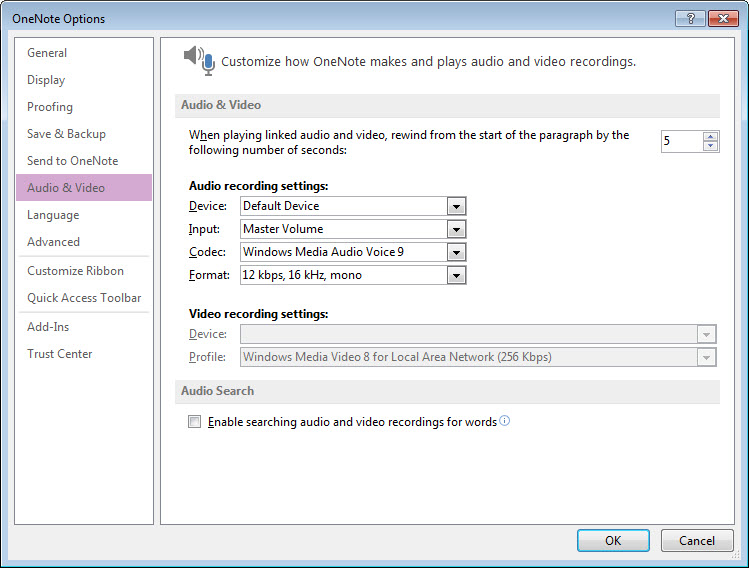 OneNote Options
General
Display
Proofing
Save & Backup
Send to OneNote
Audio & Video
Language
Advanced
Customize Ribbon
Quick Access Toolbar
Add-Ins
Trust Center
Customize how OneNote makes and plays audio and video recordings.
Audio & Video
When playing linked audio and video, rewind from the start of the paragraph by the
following number of seconds:
5
Audio recording settings:
Device: Default Device
Input: Master Volume
Codec: Windows Media Audio Voice 9
Format: 12 kbps, 16 kHz, mono
Video recording settings:
Device:
Profile: Windows Media Video 8 for Local Area Network (256 Kbps)
Audio Search
Enable searching audio and video recordings for words
OK Cancel